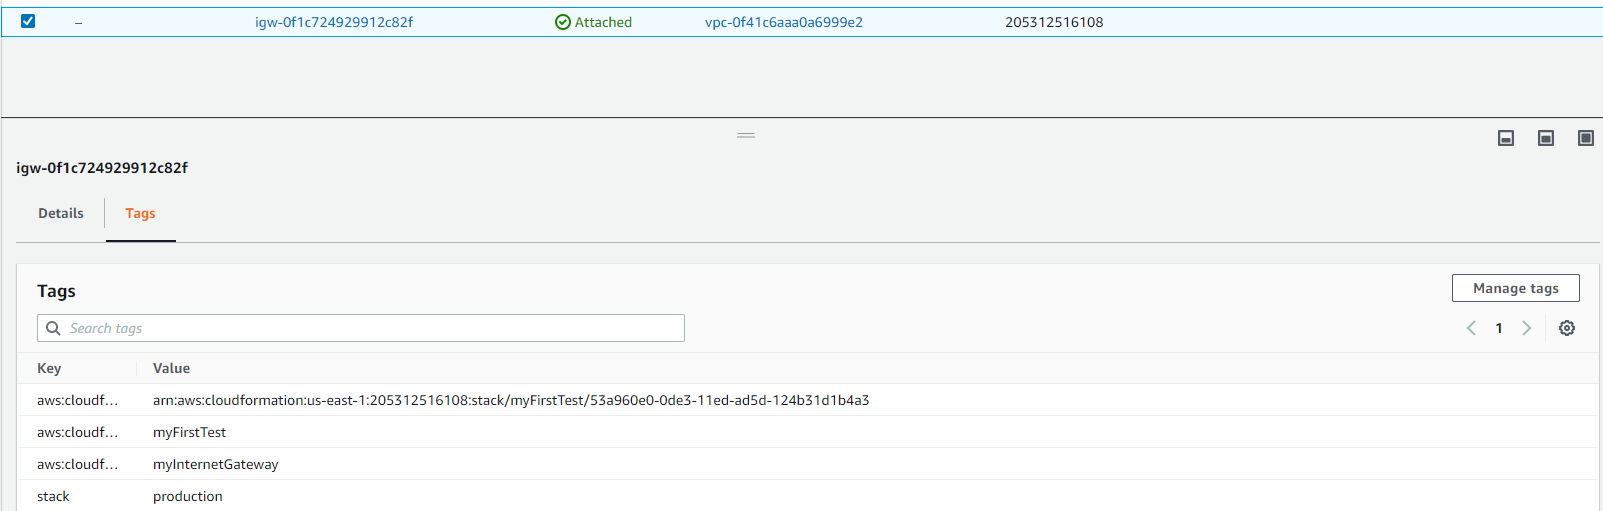 – igw-0f1c724929912c82f Attached vpc-0f41c6aaa0a6999e2 205312516108
igw-0f1c724929912c82f
Details Tags
Tags Manage tags
Search tags 1
Key Value
aws:cloudf... arn:aws:cloudformation:us-east-1:205312516108:stack/myFirstTest/53a960e0-0de3-11ed-ad5d-124b31d1b4a3
aws:cloudf... myFirstTest
aws:cloudf... myInternetGateway
stack production